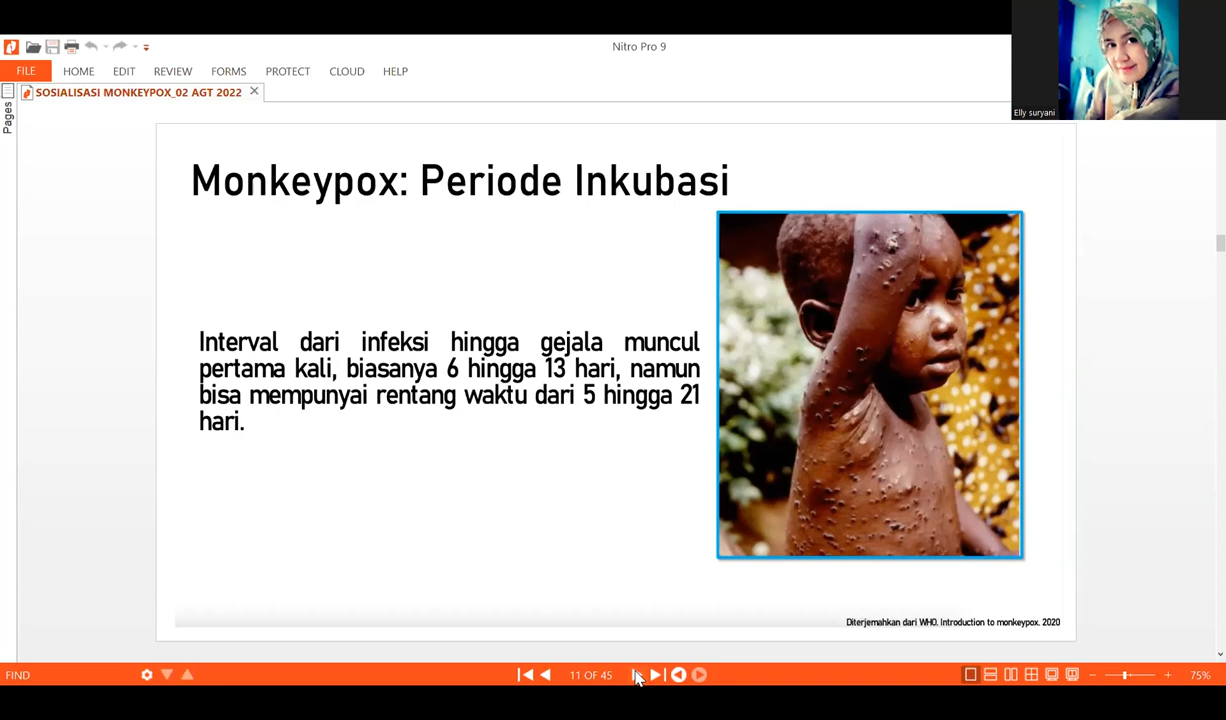 Nitro Pro 9
FILE
HOME
EDIT
REVIEW
FORMS
PROTECT
CLOUD
HELP
Elly suryani
SOSIALISASI MONKEYPOX_02 AGT 2022
Pages
Monkeypox: Periode Inkubasi
Interval dari infeksi hingga gejala muncul
pertama kali, biasanya 6 hingga 13 hari, namun
bisa mempunyai rentang waktu dari 5 hingga 21
hari.
Diterjemahkan dari WHO. Introduction to monkeypox. 2020
FIND
11 OF 45
75%